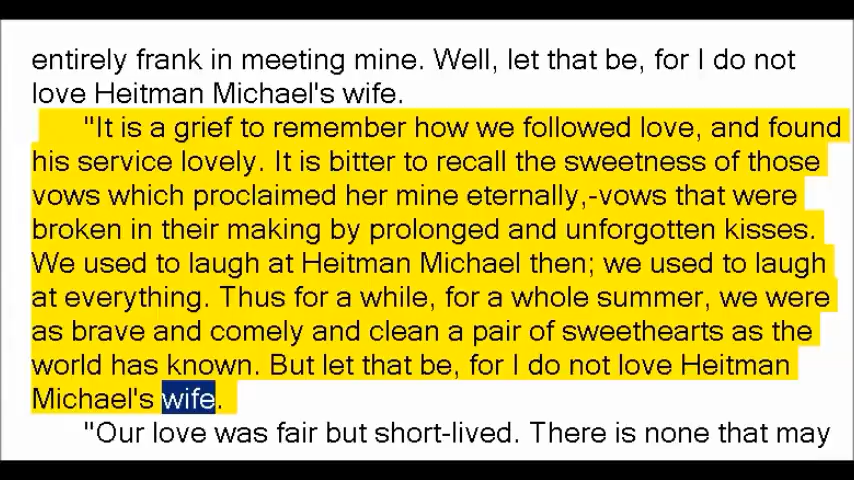 entirely frank in meeting mine. Well, let that be, for I do not
love Heitman Michael's wife.
"It is a grief to remember how we followed love, and found
his service lovely. It is bitter to recall the sweetness of those
vows which proclaimed her mine eternally,-vows that were
broken in their making by prolonged and unforgotten kisses.
We used to laugh at Heitman Michael then; we used to laugh
at everything. Thus for a while, for a whole summer, we were
as brave and comely and clean a pair of sweethearts as the
world has known. But let that be, for I do not love Heitman
Michael's wife.
"Our love was fair but short-lived. There is none that may